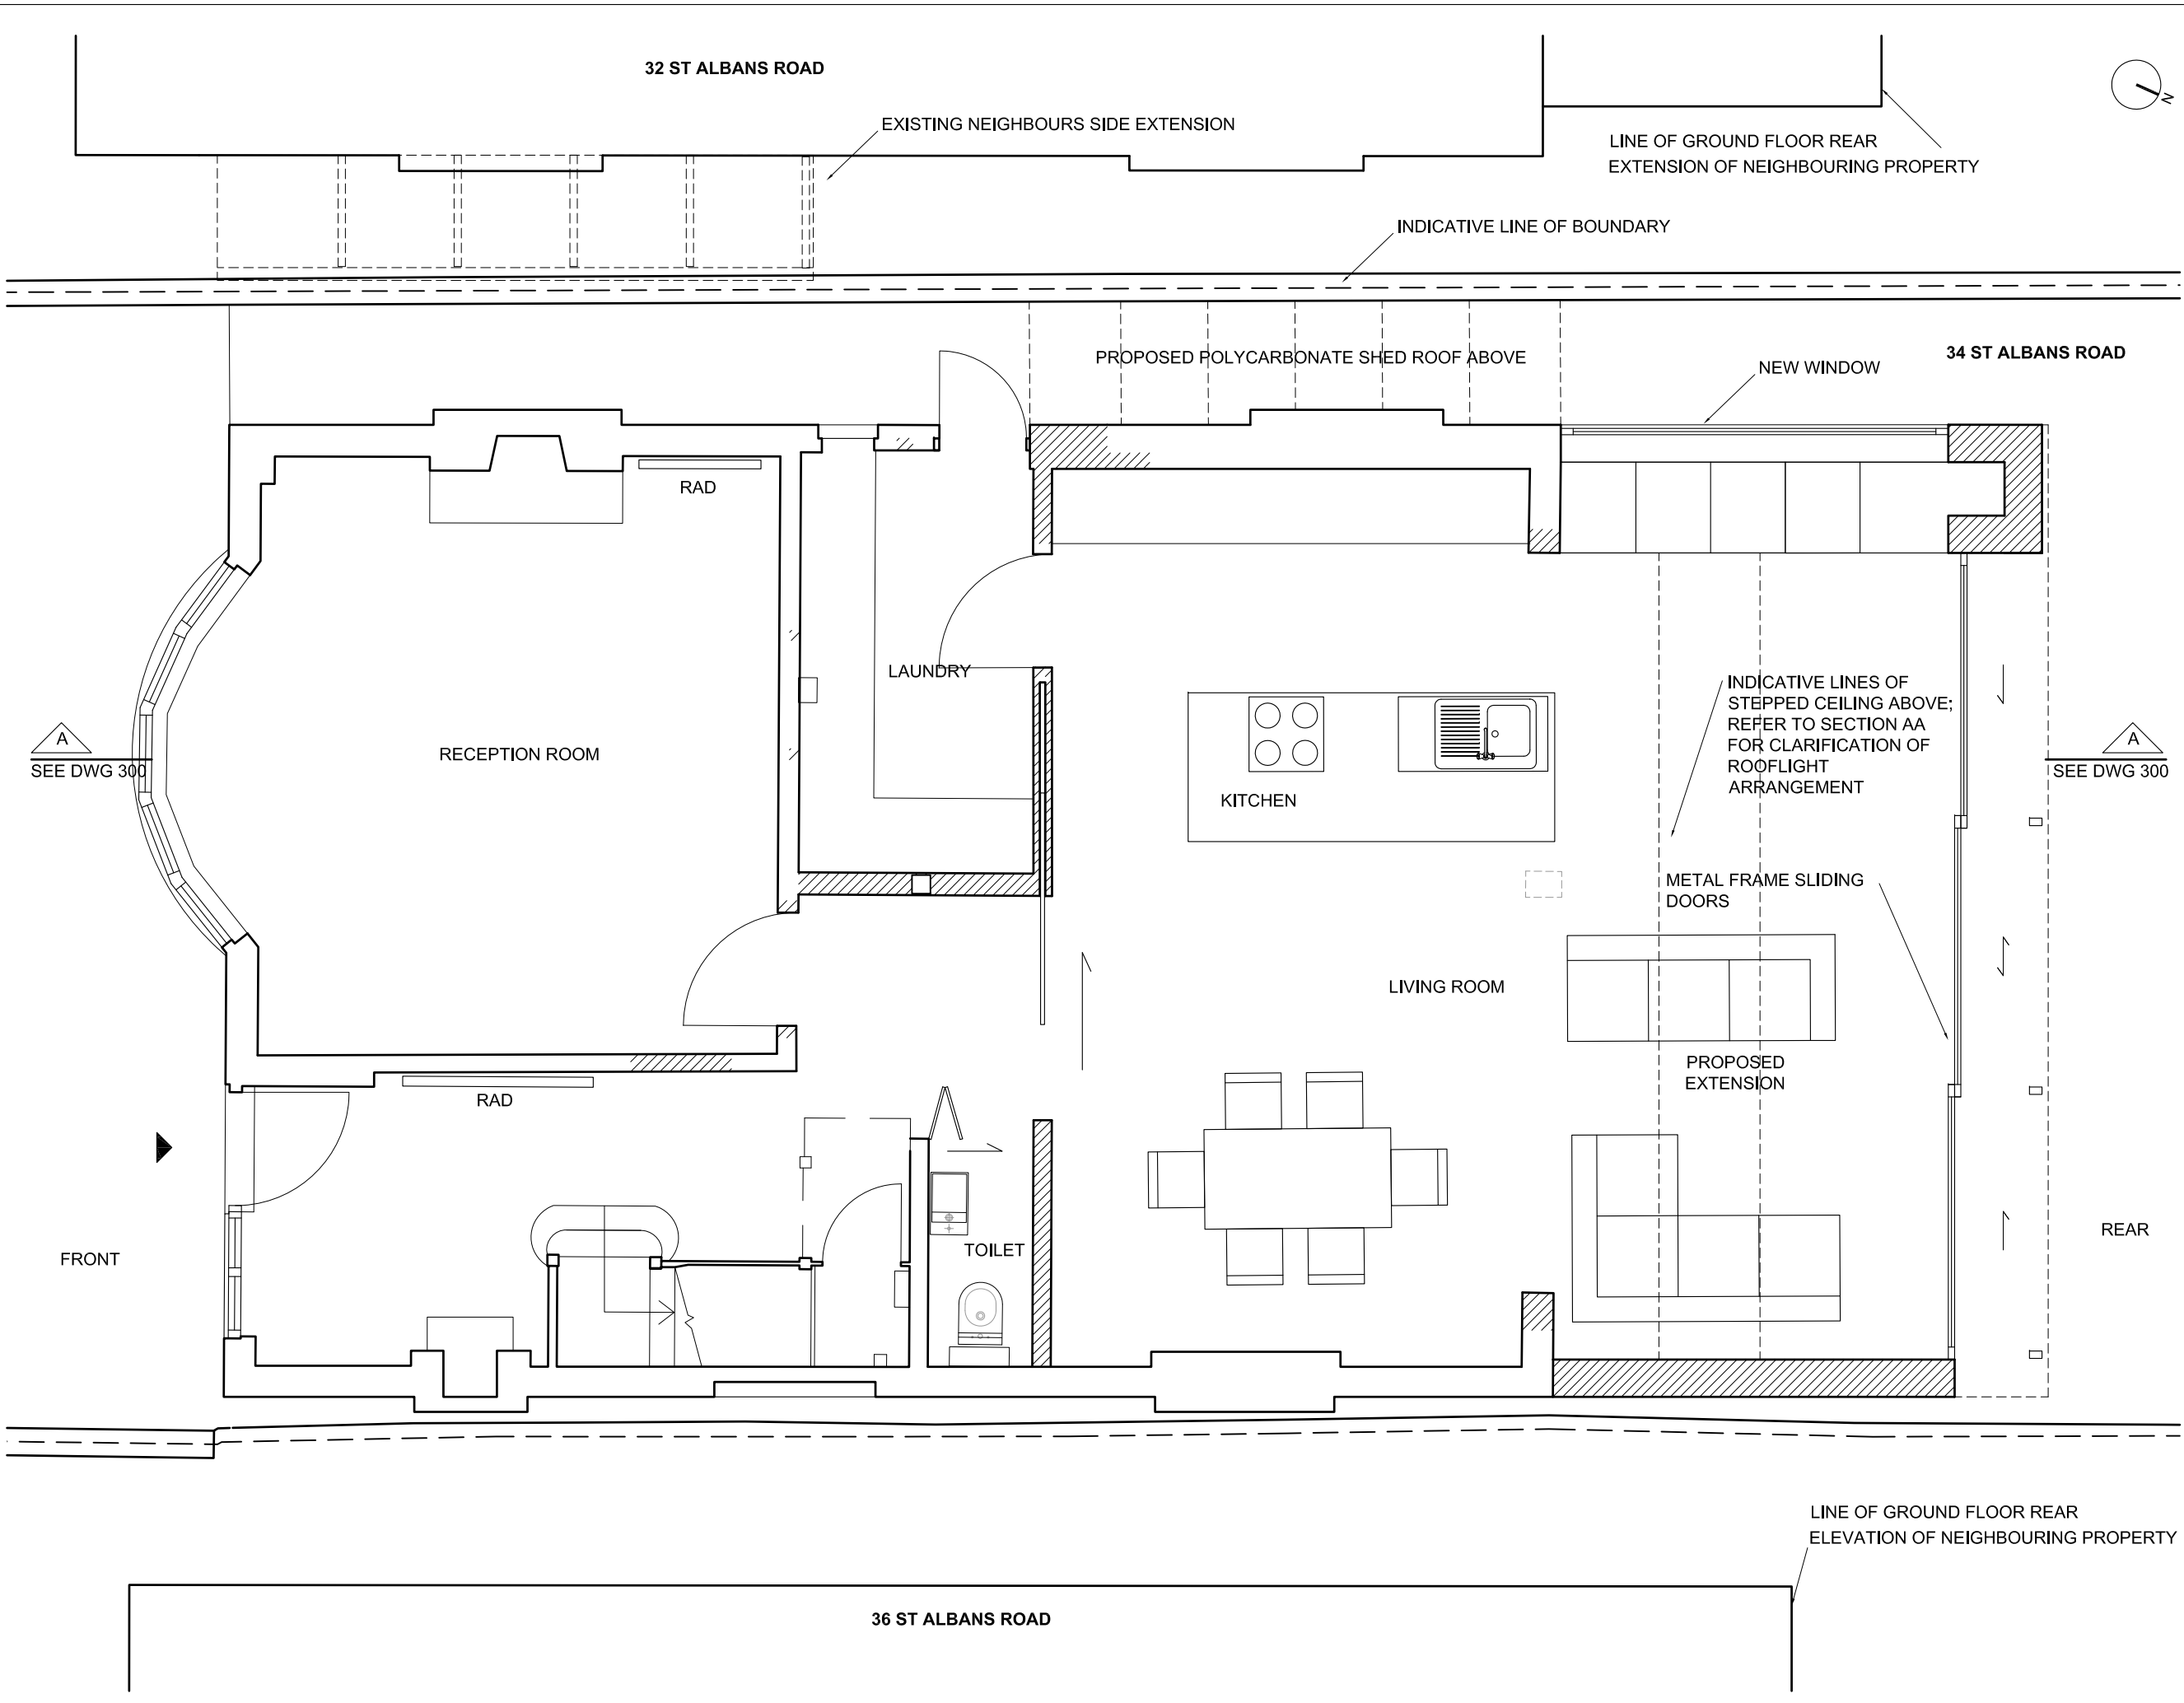 32 ST ALBANS ROAD
EXISTING NEIGHBOURS SIDE EXTENSION
N
LINE OF GROUND FLOOR REAR
EXTENSION OF NEIGHBOURING PROPERTY
INDICATIVE LINE OF BOUNDARY
PROPOSED POLYCARBONATE SHED ROOF ABOVE
34 ST ALBANS ROAD
NEW WINDOW
RAD
LAUNDRY
INDICATIVE LINES OF
STEPPED CEILING ABOVE;
REFER TO SECTION AA
FOR CLARIFICATION OF
ROOFLIGHT
ARRANGEMENT
A
SEE DWG 300
RECEPTION ROOM
A
SEE DWG 300
KITCHEN
METAL FRAME SLIDING
DOORS
LIVING ROOM
PROPOSED
EXTENSION
RAD
FRONT
TOILET
REAR
LINE OF GROUND FLOOR REAR
ELEVATION OF NEIGHBOURING PROPERTY
36 ST ALBANS ROAD